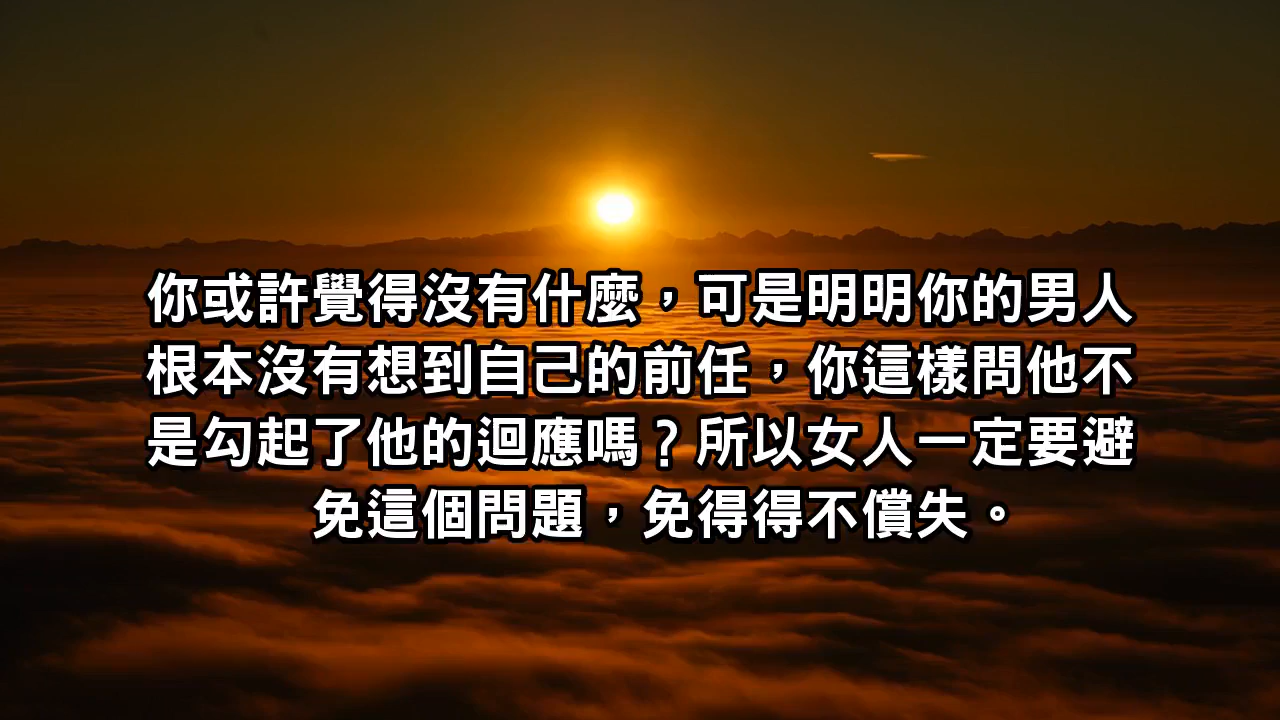 你或許覺得沒有什麼，可是明明你的男人
根本沒有想到自己的前任，你這樣問他不
是勾起了他的迴應嗎？所以女人一定要避
免這個問題，免得得不償失。